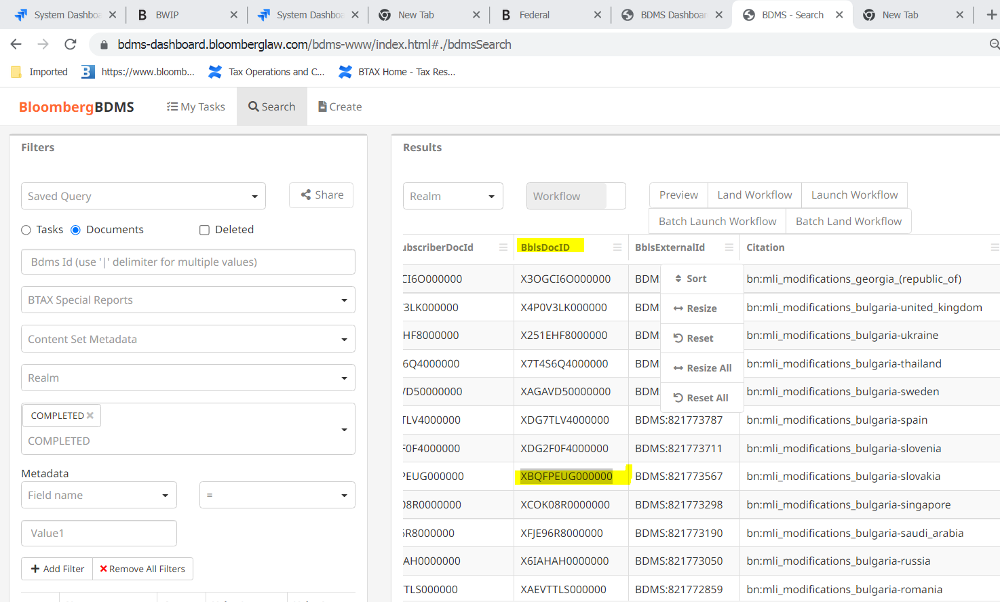 System Dashboa
BWIP
System Dashboa
New Tab
Federal
BDMS Dashboar
BDMS - Search
New Tab
bdms-dashboard.bloomberglaw.com/bdms-www/index.html#./bdmsSearch
Imported
https://www.bloomb...
Tax Operations and C...
BTAX Home - Tax Res...
BloombergBDMS
My Tasks
Search
Create
Filters
Saved Query
Share
Tasks
Documents
Deleted
Bdms Id (use '|' delimiter for multiple values)
BTAX Special Reports
Content Set Metadata
Realm
COMPLETED
COMPLETED
Metadata
Field name
=
Value1
Add Filter
Remove All Filters
Results
Realm
Workflow
Preview
Land Workflow
Launch Workflow
Batch Launch Workflow
Batch Land Workflow
ubscriberDocId BblsDocID BblsExternalId Citation
CI6O000000 X3OGCI6O000000 BDM: bn:mli_modifications_georgia_(republic_of)
3LK000000 X4P0V3LK000000 BDM: bn:mli_modifications_bulgaria-united_kingdom
HF8000000 X251EHF8000000 BDM: bn:mli_modifications_bulgaria-ukraine
6Q4000000 X7T4S6Q4000000 BDM: bn:mli_modifications_bulgaria-thailand
VD50000000 XAGAVD50000000 BDM: bn:mli_modifications_bulgaria-sweden
TLV4000000 XDG7TLV4000000 BDMS:821773787 bn:mli_modifications_bulgaria-spain
F0F4000000 XDG2F0F4000000 BDMS:821773711 bn:mli_modifications_bulgaria-slovenia
PEUG000000 XBQFPEUG000000 BDMS:821773567 bn:mli_modifications_bulgaria-slovakia
08R0000000 XCOK08R0000000 BDMS:821773298 bn:mli_modifications_bulgaria-singapore
6R8000000 XFJE96R8000000 BDMS:821773190 bn:mli_modifications_bulgaria-saudi_arabia
AH0000000 X6IAHAH0000000 BDMS:821773050 bn:mli_modifications_bulgaria-russia
TLS000000 XAEVTTLS000000 BDMS:821772859 bn:mli_modifications_bulgaria-romania
Sort
Resize
Reset
Resize All
Reset All